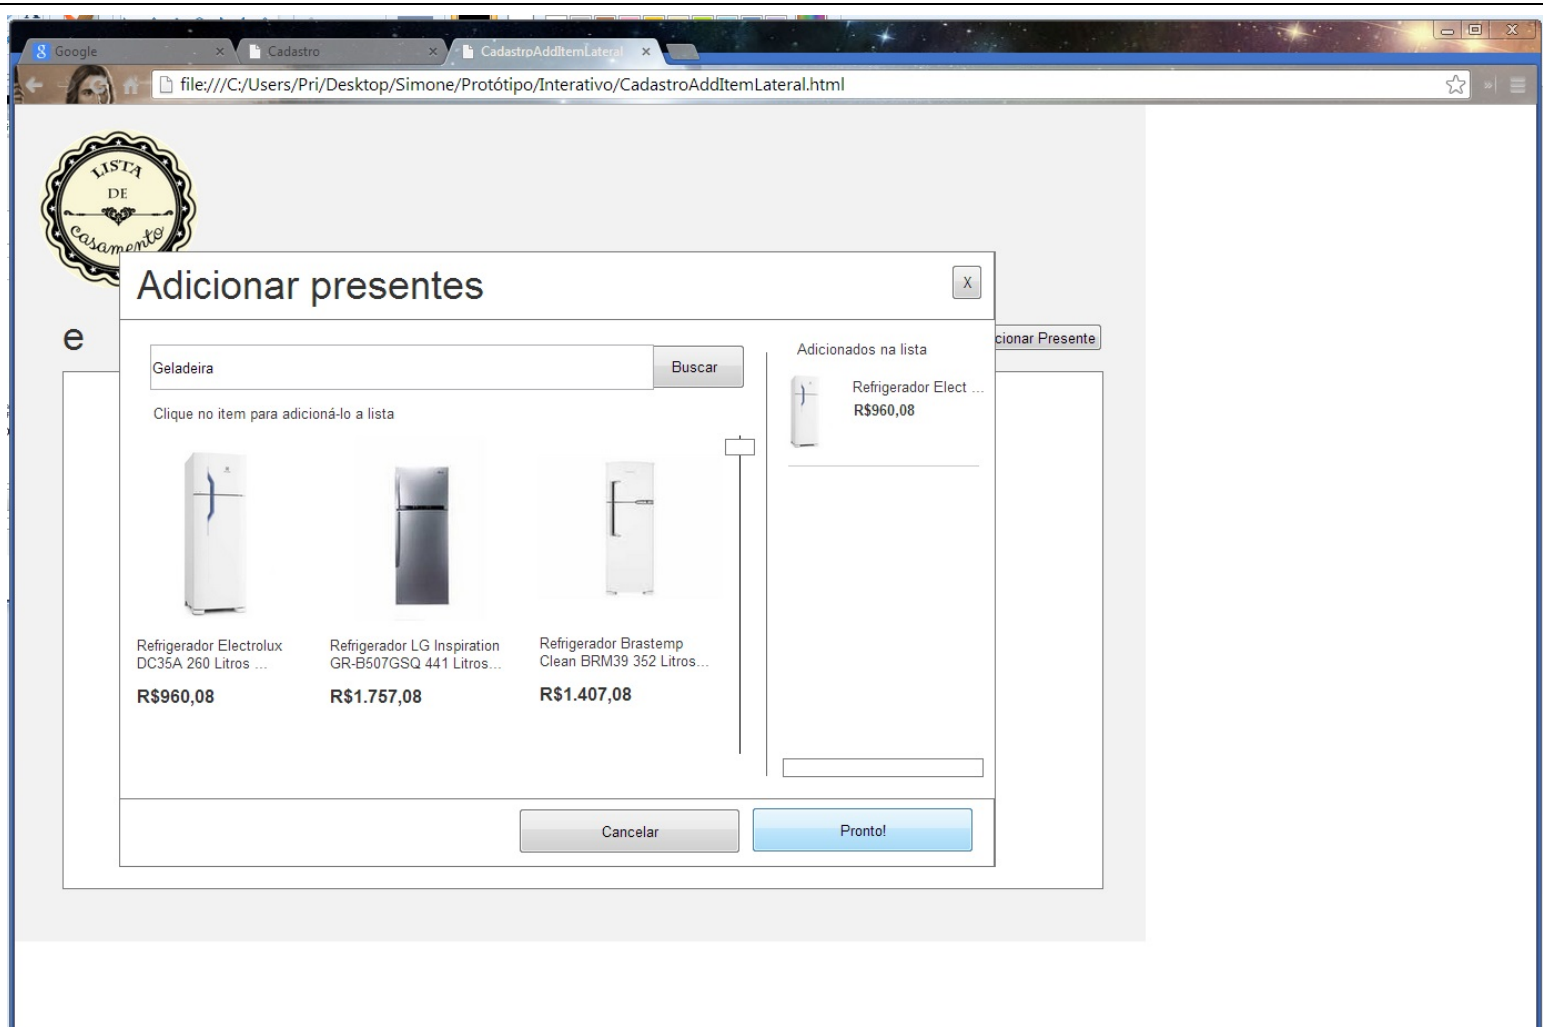 Google
Cadastro
CadastroAddItemLateral
file:///C:/Users/Pri/Desktop/Simone/Protótipo/Interativo/CadastroAddItemLateral.html
LISTA
DE
casamento
Adicionar presentes
X
e
cionar Presente
Geladeira
Buscar
Adicionados na lista
Refrigerador Elect ...
R$960,08
Clique no item para adicioná-lo a lista
Refrigerador Electrolux
DC35A 260 Litros ...
R$960,08
Refrigerador LG Inspiration
GR-B507GSQ 441 Litros...
R$1.757,08
Refrigerador Brastemp
Clean BRM39 352 Litros...
R$1.407,08
Cancelar
Pronto!